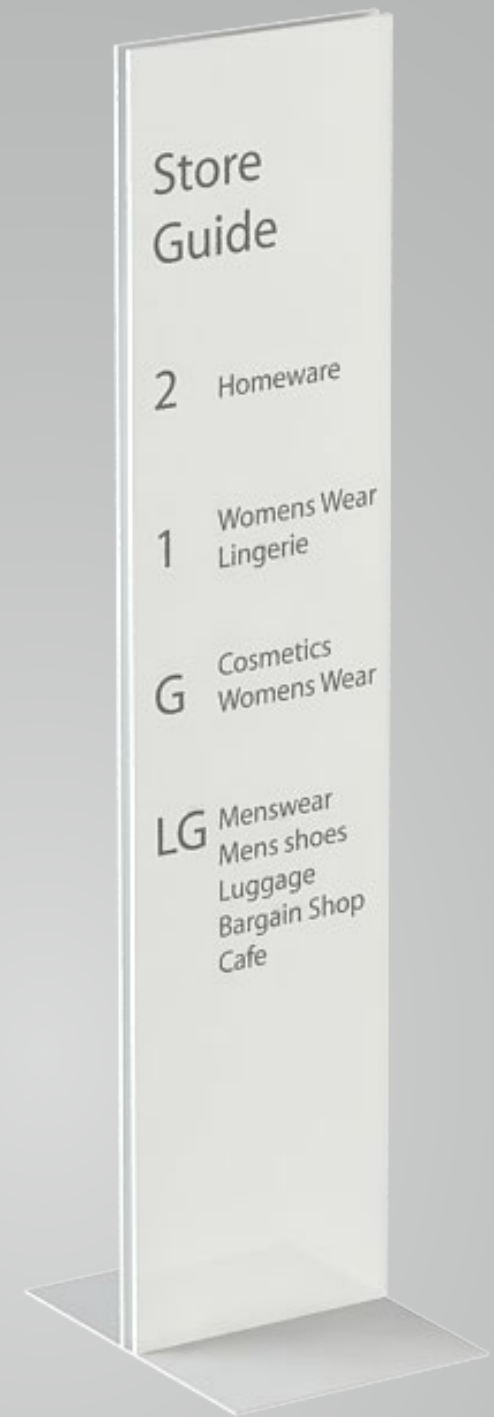 Store
Guide
2 Homeware
1 Womens Wear
Lingerie
G Cosmetics
Womens Wear
LG Menswear
Mens shoes
Luggage
Bargain Shop
Cafe